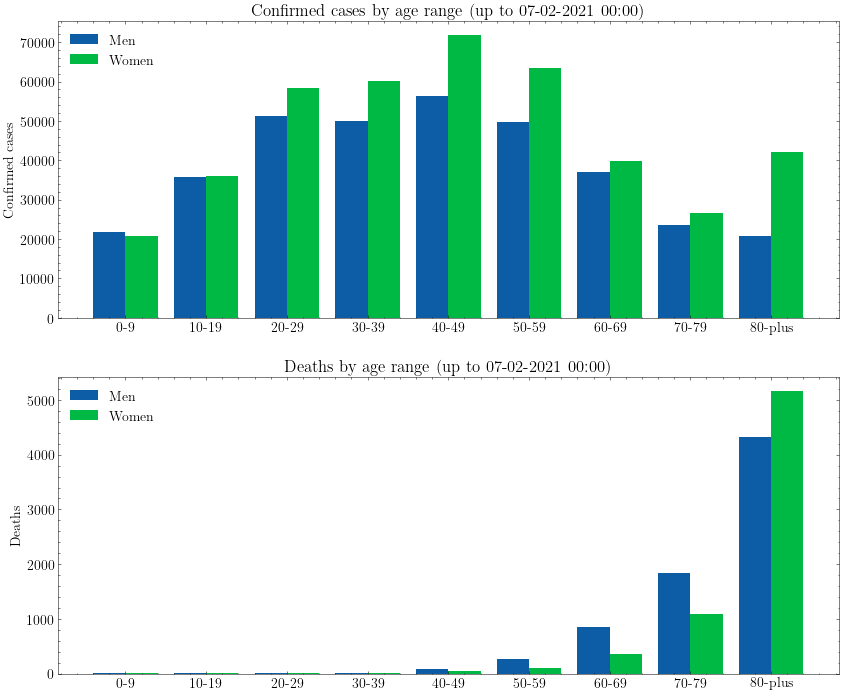 Confirmed cases by age range (up to 07-02-2021 00:00)
Men
Women
70000
60000
50000
40000
30000
20000
10000
0
Confirmed cases
0-9 10-19 20-29 30-39 40-49 50-59 60-69 70-79 80-plus
Deaths by age range (up to 07-02-2021 00:00)
Men
Women
5000
4000
3000
2000
1000
0
Deaths
0-9 10-19 20-29 30-39 40-49 50-59 60-69 70-79 80-plus